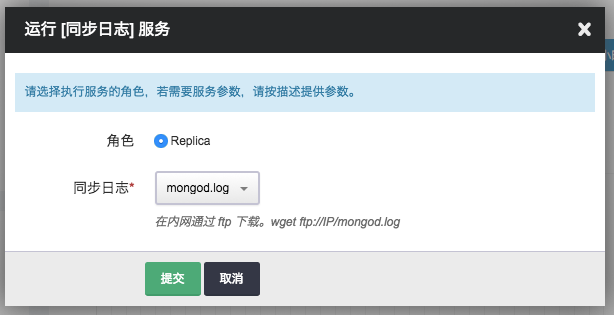 运行 [同步日志] 服务
请选择执行服务的角色，若需要服务参数，请按描述提供参数。
角色 Replica
同步日志* mongod.log
在内网通过 ftp 下载。wget ftp://IP/mongod.log
提交 取消